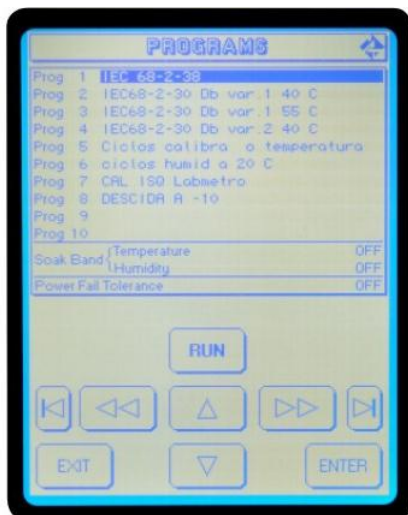 PROGRAMS
Prog 1 IEC 68-2-38
Prog 2 IEC68-2-30 Db var.1 40 C
Prog 3 IEC68-2-30 Db var.1 55 C
Prog 4 IEC68-2-30 Db var.2 40 C
Prog 5 Ciclos calibra o temperatura
Prog 6 ciclos humid a 20 C
Prog 7 CAL ISQ Labmetro
Prog 8 DESCIDA A -10
Prog 9
Prog 10
Soak Band { Temperature OFF
Humidity OFF
Power Fail Tolerance OFF
RUN
EXIT
ENTER